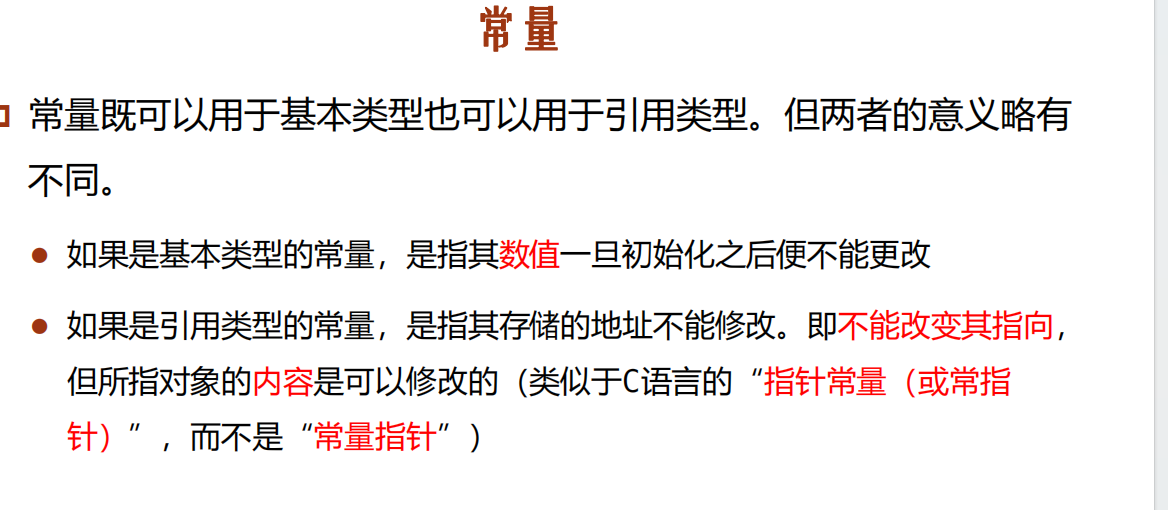 常量
常量既可以用于基本类型也可以用于引用类型。但两者的意义略有
不同。
如果是基本类型的常量，是指其数值一旦初始化之后便不能更改
如果是引用类型的常量，是指其存储的地址不能修改。即不能改变其指向，
但所指对象的内容是可以修改的（类似于C语言的“指针常量（或常指
针）”，而不是“常量指针”）